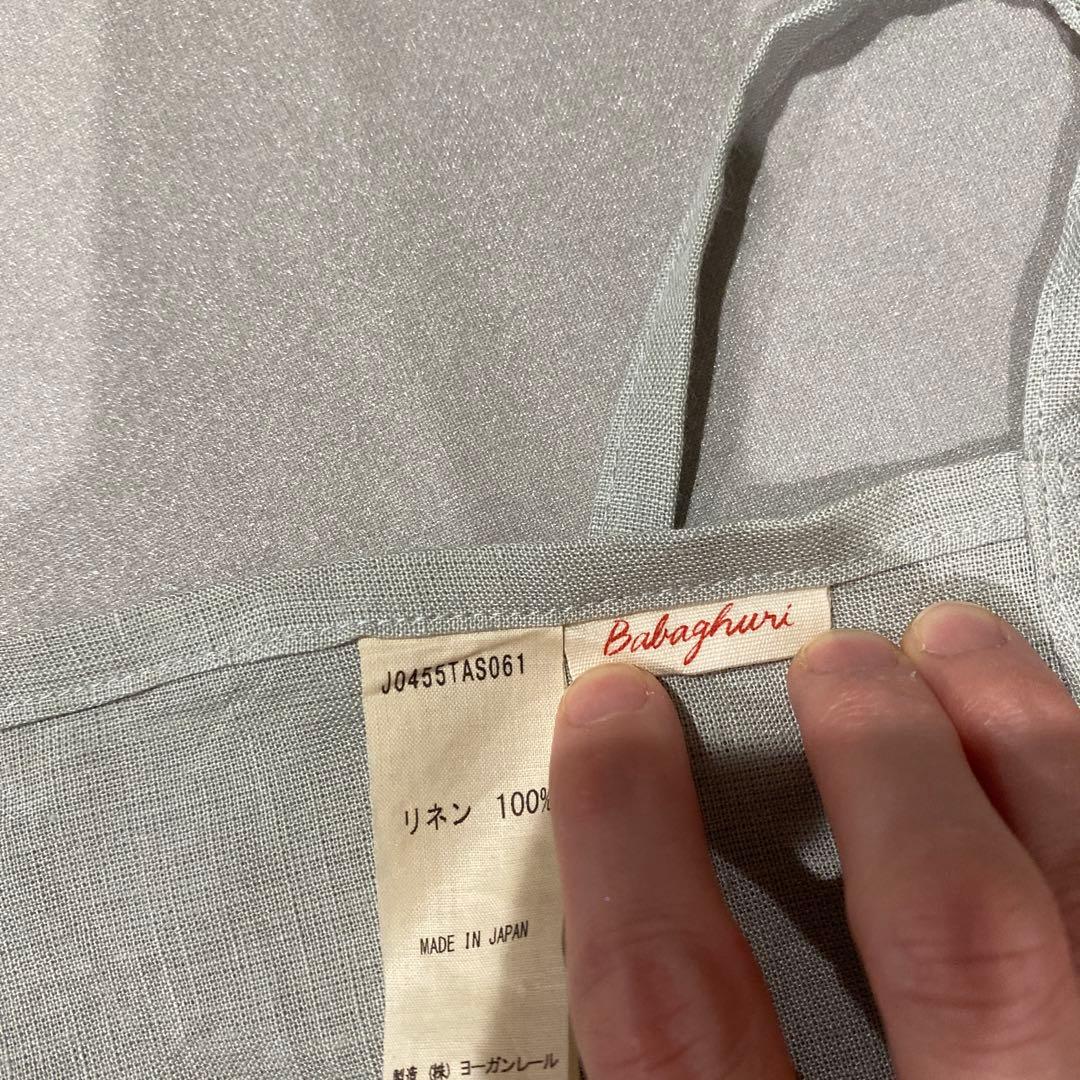 Babaghuri
J0455TAS061
リネン 100%
MADE IN JAPAN
製造 (株) ヨーガンレール